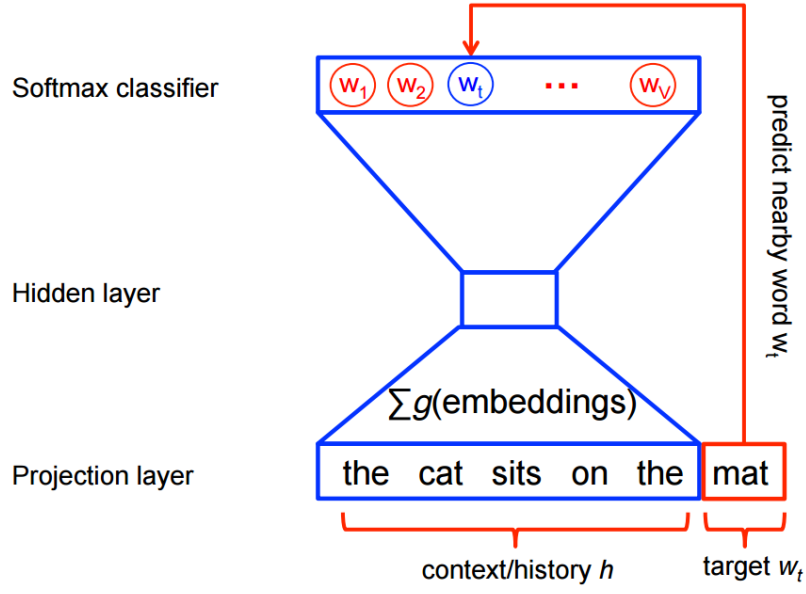 Softmax classifier
w₁ w₂ wₜ ... w_V
predict nearby word wₜ
Hidden layer
∑g(embeddings)
Projection layer
the cat sits on the mat
context/history h
target wₜ